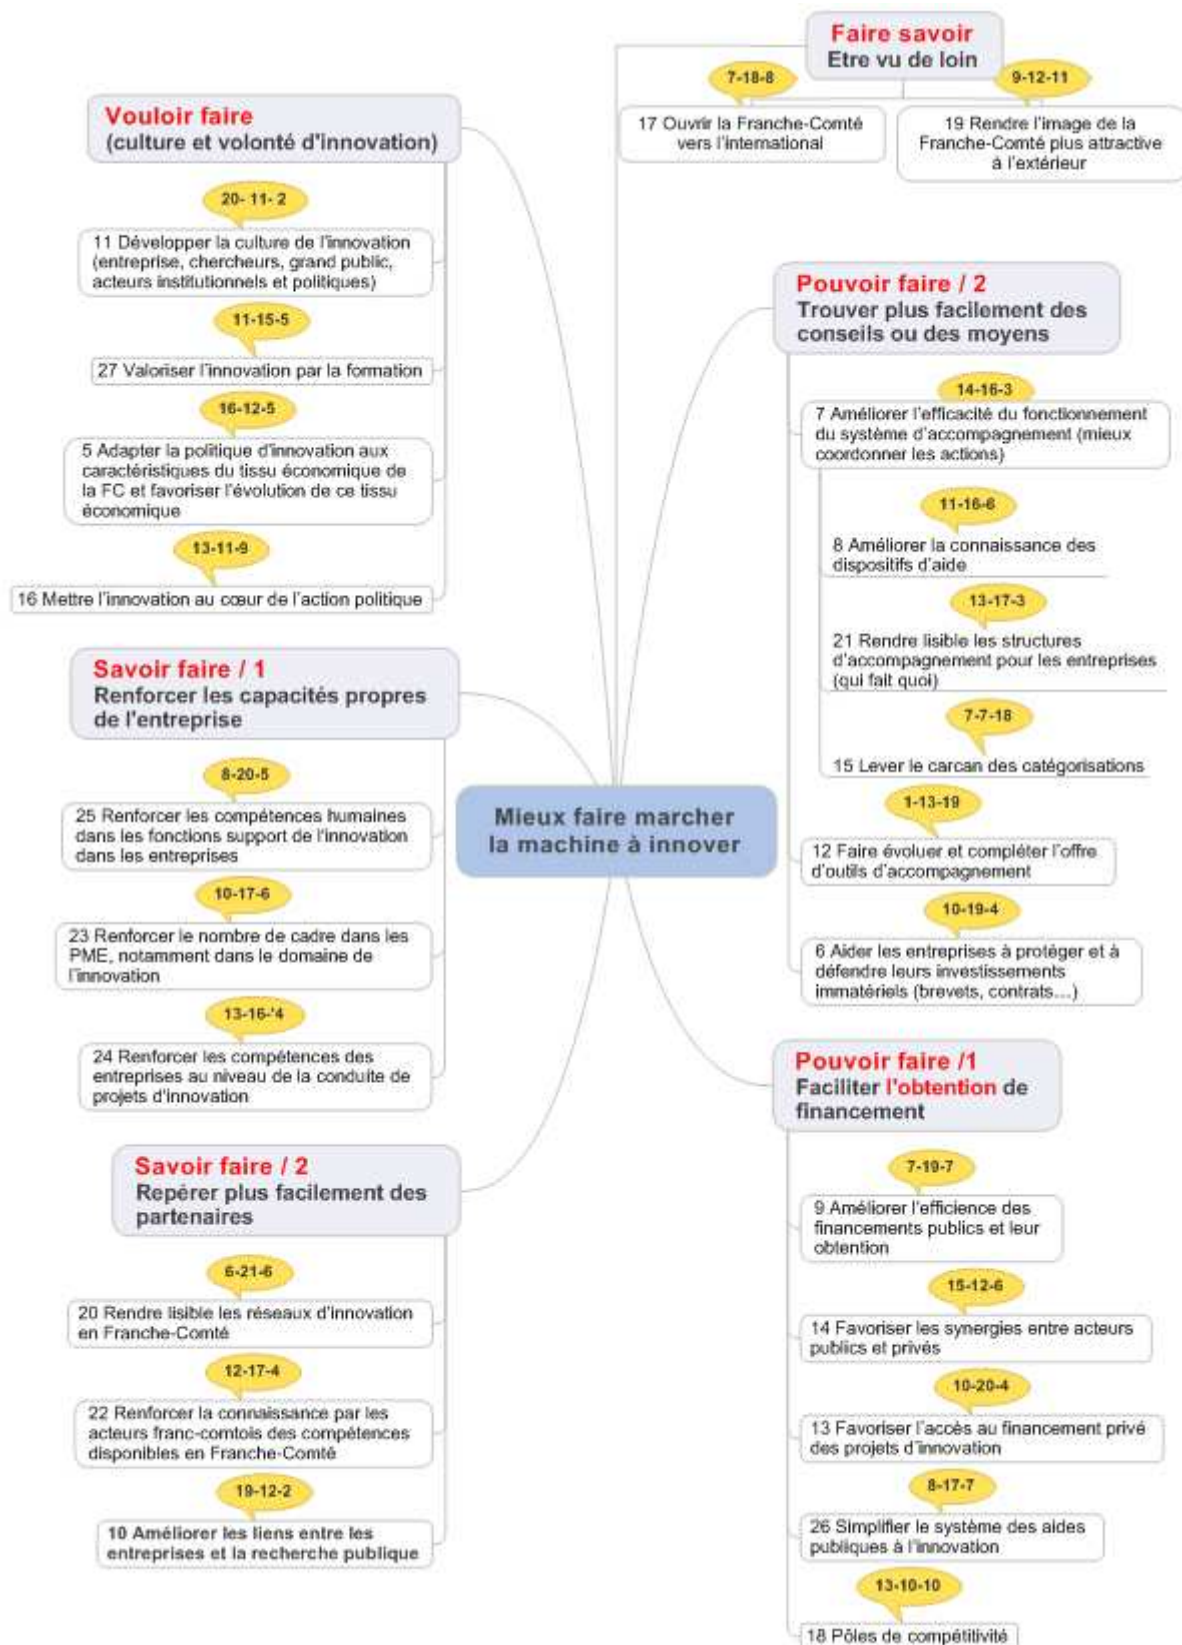 Faire savoir
Etre vu de loin
7-18-8
17 Ouvrir la Franche-Comté
vers l'international
9-12-11
19 Rendre l'image de la
Franche-Comté plus attractive
à l'extérieur
Vouloir faire
(culture et volonté d'innovation)
20- 11- 2
11 Développer la culture de l'innovation
(entreprise, chercheurs, grand public,
acteurs institutionnels et politiques)
11-15-5
27 Valoriser l'innovation par la formation
16-12-5
5 Adapter la politique d'innovation aux
caractéristiques du tissu économique de
la FC et favoriser l'évolution de ce tissu
économique
13-11-9
16 Mettre l'innovation au cœur de l'action politique
Savoir faire / 1
Renforcer les capacités propres
de l'entreprise
8-20-5
25 Renforcer les compétences humaines
dans les fonctions support de l'innovation
dans les entreprises
10-17-6
23 Renforcer le nombre de cadre dans les
PME, notamment dans le domaine de
l'innovation
13-16-'4
24 Renforcer les compétences des
entreprises au niveau de la conduite de
projets d'innovation
Savoir faire / 2
Repérer plus facilement des
partenaires
6-21-6
20 Rendre lisible les réseaux d'innovation
en Franche-Comté
12-17-4
22 Renforcer la connaissance par les
acteurs franc-comtois des compétences
disponibles en Franche-Comté
19-12-2
10 Améliorer les liens entre les
entreprises et la recherche publique
Mieux faire marcher
la machine à innover
Pouvoir faire / 2
Trouver plus facilement des
conseils ou des moyens
14-16-3
7 Améliorer l'efficacité du fonctionnement
du système d'accompagnement (mieux
coordonner les actions)
11-16-6
8 Améliorer la connaissance des
dispositifs d'aide
13-17-3
21 Rendre lisible les structures
d'accompagnement pour les entreprises
(qui fait quoi)
7-7-18
15 Lever le carcan des catégorisations
1-13-19
12 Faire évoluer et compléter l'offre
d'outils d'accompagnement
10-19-4
6 Aider les entreprises à protéger et à
défendre leurs investissements
immatériels (brevets, contrats…)
Pouvoir faire /1
Faciliter l'obtention de
financement
7-19-7
9 Améliorer l'efficience des
financements publics et leur
obtention
15-12-6
14 Favoriser les synergies entre acteurs
publics et privés
10-20-4
13 Favoriser l'accès au financement privé
des projets d'innovation
8-17-7
26 Simplifier le système des aides
publiques à l'innovation
13-10-10
18 Pôles de compétitivité